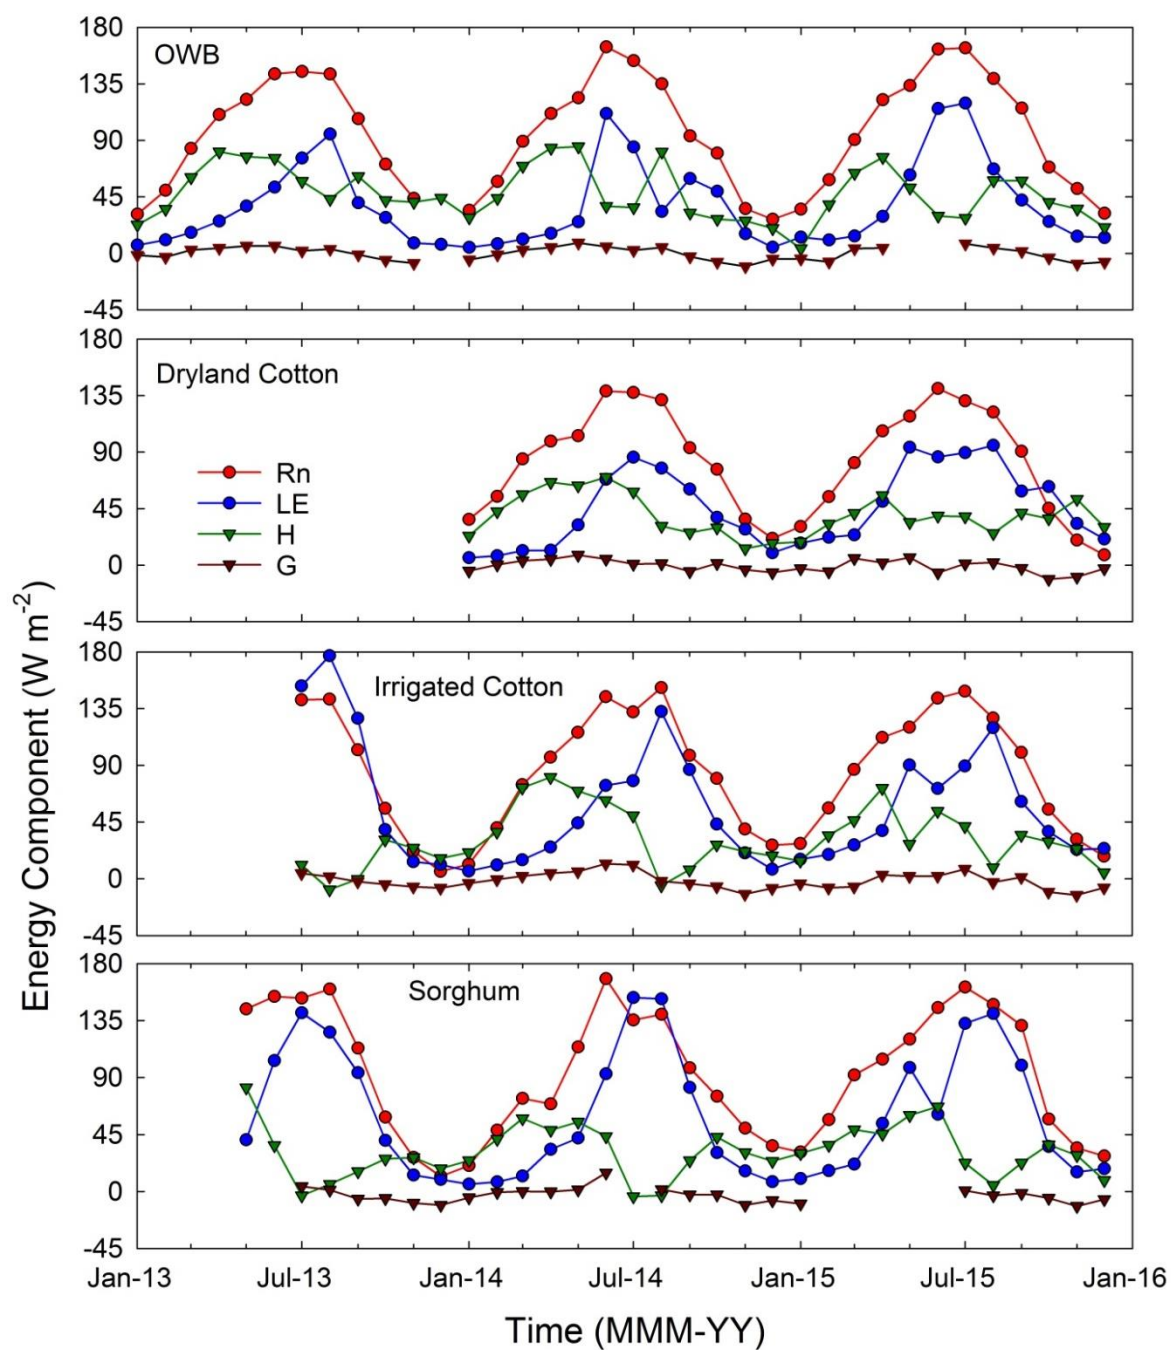 180
OWB
135
90
45
0
-45
180
Dryland Cotton
135
Rn
90
LE
45
H
0
G
-45
180
Irrigated Cotton
135
90
45
0
-45
180
Sorghum
135
90
45
0
-45
Energy Component (W m-2)
Jan-13 Jul-13 Jan-14 Jul-14 Jan-15 Jul-15 Jan-16
Time (MMM-YY)